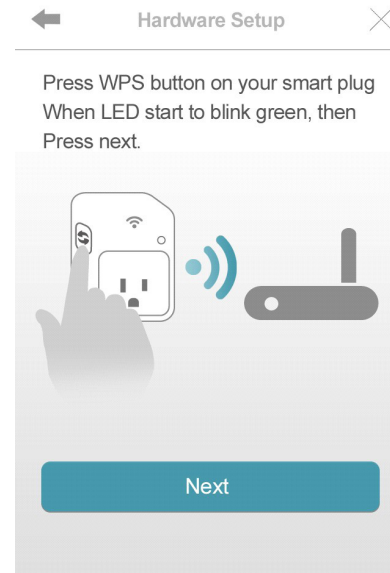 Hardware Setup
Press WPS button on your smart plug
When LED start to blink green, then
Press next.
Next